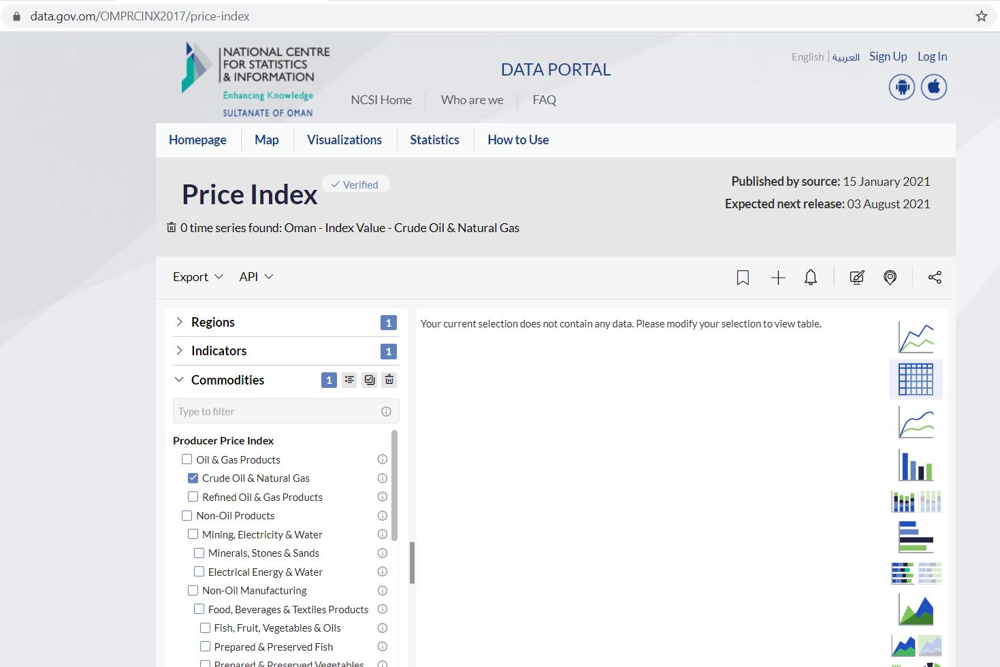 data.gov.om/OMPRCINX2017/price-index
NATIONAL CENTRE
FOR STATISTICS
& INFORMATION
Enhancing Knowledge
SULTANATE OF OMAN
DATA PORTAL
English العربية Sign Up Log In
NCSI Home Who are we FAQ
Homepage Map Visualizations Statistics How to Use
Price Index Verified
Published by source: 15 January 2021
Expected next release: 03 August 2021
0 time series found: Oman - Index Value - Crude Oil & Natural Gas
Export API
Regions 1
Indicators 1
Commodities 1
Type to filter
Producer Price Index
Oil & Gas Products
Crude Oil & Natural Gas
Refined Oil & Gas Products
Non-Oil Products
Mining, Electricity & Water
Minerals, Stones & Sands
Electrical Energy & Water
Non-Oil Manufacturing
Food, Beverages & Textiles Products
Fish, Fruit, Vegetables & Oils
Prepared & Preserved Fish
Prepared & Preserved Vegetables
Your current selection does not contain any data. Please modify your selection to view table.